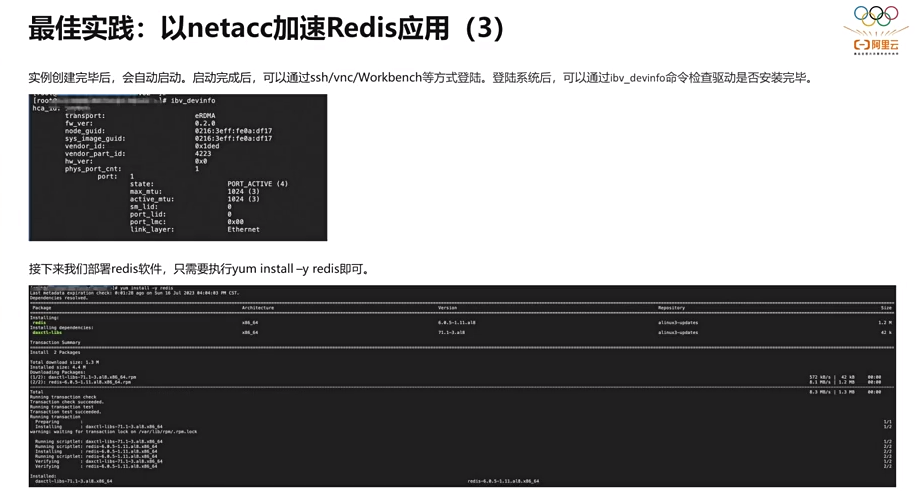 最佳实践：以netacc加速Redis应用（3）
阿里云
实例创建完毕后，会自动启动。启动完成后，可以通过ssh/vnc/Workbench等方式登陆。登陆系统后，可以通过ibv_devinfo命令检查驱动是否安装完毕。
[root@ ]# ibv_devinfo
hca_id:
transport: eRDMA
fw_ver: 0.2.0
node_guid: 0216:3eff:fe0a:df17
sys_image_guid: 0216:3eff:fe0a:df17
vendor_id: 0x1ded
vendor_part_id: 4223
hw_ver: 0x0
phys_port_cnt: 1
port: 1
state: PORT_ACTIVE (4)
max_mtu: 1024 (3)
active_mtu: 1024 (3)
sm_lid: 0
port_lid: 0
port_lmc: 0x00
link_layer: Ethernet
接下来我们部署redis软件，只需要执行yum install –y redis即可。
]# yum install -y redis
Last metadata expiration check: 0:01:28 ago on Sun 16 Jul 2023 04:04:03 PM CST.
Dependencies resolved.
Package Architecture Version Repository Size
Installing:
redis x86_64 6.0.5-1.11.al8 alinux3-updates 1.2 M
Installing dependencies:
daxctl-libs x86_64 71.1-3.al8 alinux3-updates 42 k
Transaction Summary
Install 2 Packages
Total download size: 1.3 M
Installed size: 4.4 M
Downloading Packages:
(1/2): daxctl-libs-71.1-3.al8.x86_64.rpm 572 kB/s | 42 kB 00:00
(2/2): redis-6.0.5-1.11.al8.x86_64.rpm 8.1 MB/s | 1.2 MB 00:00
Total 8.3 MB/s | 1.3 MB 00:00
Running transaction check
Transaction check succeeded.
Running transaction test
Transaction test succeeded.
Running transaction
Preparing : 1/1
Installing : daxctl-libs-71.1-3.al8.x86_64 1/2
warning: waiting for transaction lock on /var/lib/rpm/.rpm.lock
Running scriptlet: daxctl-libs-71.1-3.al8.x86_64 1/2
Running scriptlet: redis-6.0.5-1.11.al8.x86_64 2/2
Installing : redis-6.0.5-1.11.al8.x86_64 2/2
Running scriptlet: redis-6.0.5-1.11.al8.x86_64 2/2
Verifying : daxctl-libs-71.1-3.al8.x86_64 1/2
Verifying : redis-6.0.5-1.11.al8.x86_64 2/2
Installed:
daxctl-libs-71.1-3.al8.x86_64 redis-6.0.5-1.11.al8.x86_64